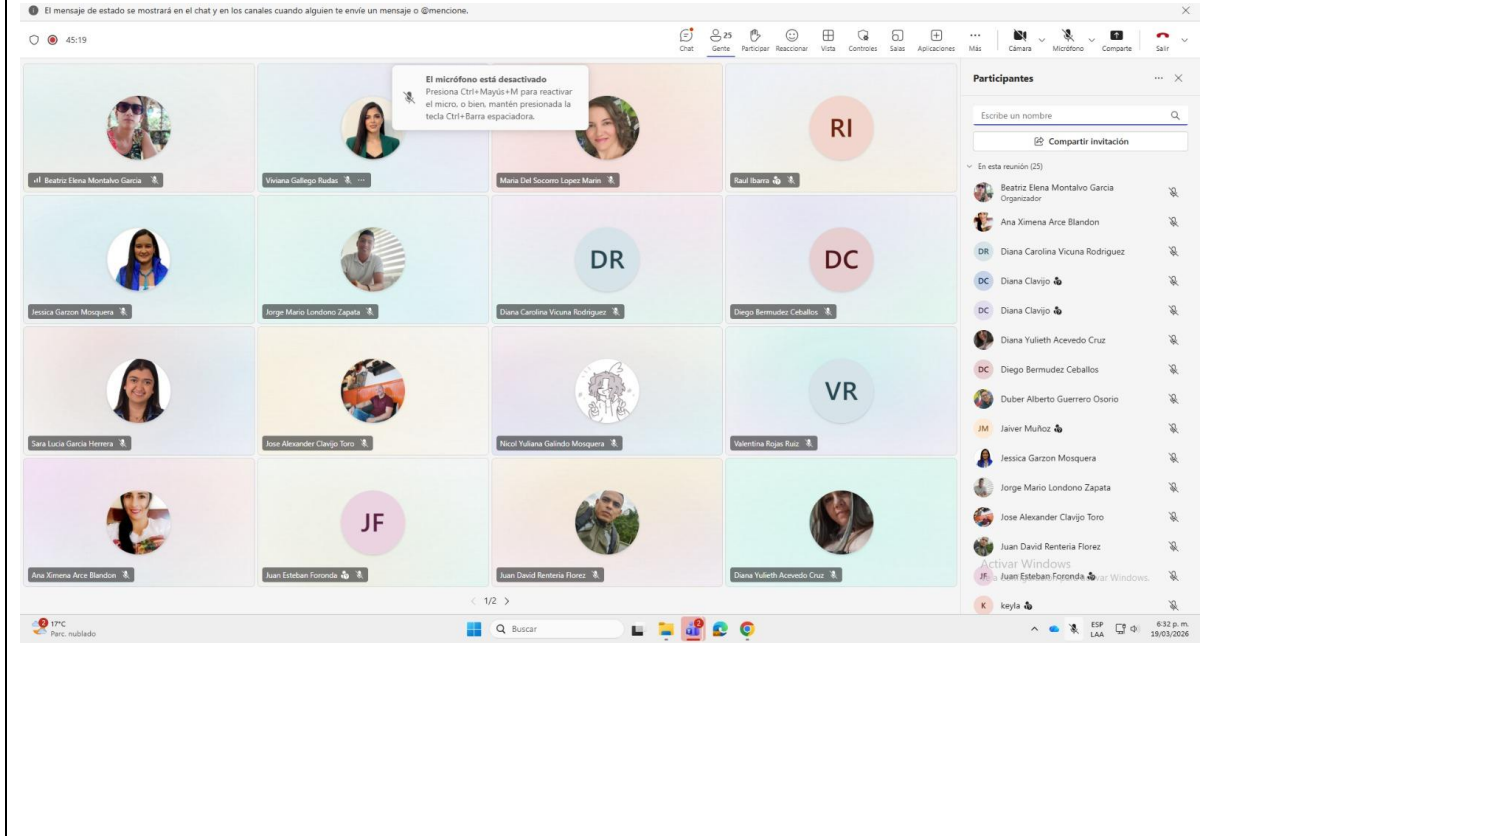 El mensaje de estado se mostrará en el chat y en los canales cuando alguien te envíe un mensaje o @mencione.
45:19
Chat
25
Gente
Participar
Reaccionar
Vista
Controles
Salas
Aplicaciones
Más
Cámara
Micrófono
Comparte
Salir
El micrófono está desactivado
Presiona Ctrl+Mayús+M para reactivar
el micro, o bien, mantén presionada la
tecla Ctrl+Barra espaciadora.
RI
Beatriz Elena Montalvo Garcia
Viviana Gallego Rudas
Maria Del Socorro Lopez Marin
Raul Ibarra
DR
DC
Jessica Garzon Mosquera
Jorge Mario Londono Zapata
Diana Carolina Vicuna Rodriguez
Diego Bermudez Ceballos
VR
Sara Lucia Garcia Herrera
Jose Alexander Clavijo Toro
Nicol Yuliana Galindo Mosquera
Valentina Rojas Ruiz
JF
Ana Ximena Arce Blandon
Juan Esteban Foronda
Juan David Renteria Florez
Diana Yulieth Acevedo Cruz
1/2
Participantes
Escribe un nombre
Compartir invitación
En esta reunión (25)
Beatriz Elena Montalvo Garcia
Organizador
Ana Ximena Arce Blandon
DR Diana Carolina Vicuna Rodriguez
DC Diana Clavijo
DC Diana Clavijo
Diana Yulieth Acevedo Cruz
DC Diego Bermudez Ceballos
Duber Alberto Guerrero Osorio
JM Jaiver Muñoz
Jessica Garzon Mosquera
Jorge Mario Londono Zapata
Jose Alexander Clavijo Toro
Juan David Renteria Florez
Activar Windows
JF Juan Esteban Foronda
Windows.
K keyla
2
17°C
Parc. nublado
Buscar
2
ESP
LAA
6:32 p. m.
19/03/2026